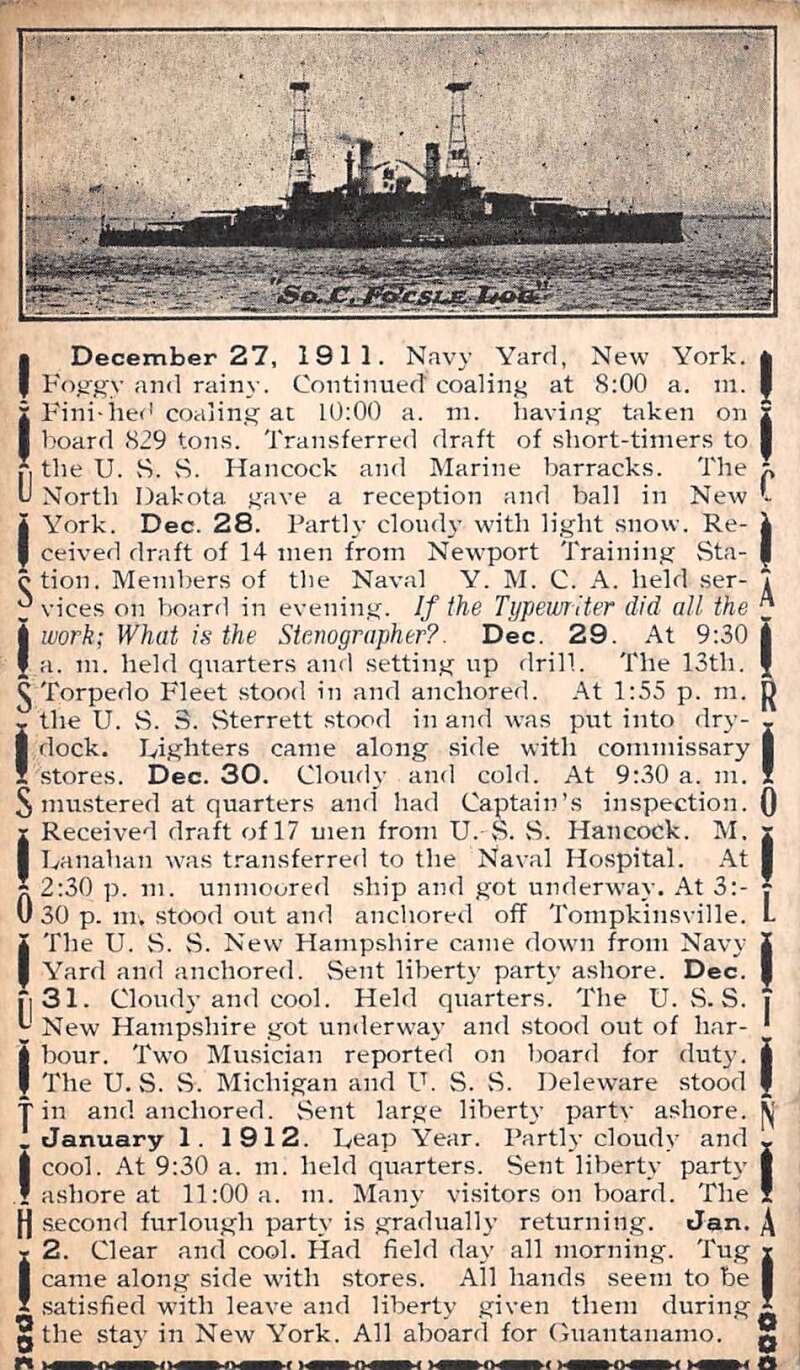 "So. C. Fo'csle Log"
December 27, 1911. Navy Yard, New York.
Foggy and rainy. Continued coaling at 8:00 a. m.
Finished coaling at 10:00 a. m. having taken on
board 829 tons. Transferred draft of short-timers to
the U. S. S. Hancock and Marine barracks. The
North Dakota gave a reception and ball in New
York. Dec. 28. Partly cloudy with light snow. Re-
ceived draft of 14 men from Newport Training Sta-
tion. Members of the Naval Y. M. C. A. held ser-
vices on board in evening. If the Typewriter did all the
work; What is the Stenographer?. Dec. 29. At 9:30
a. m. held quarters and setting up drill. The 13th.
Torpedo Fleet stood in and anchored. At 1:55 p. m.
the U. S. S. Sterrett stood in and was put into dry-
dock. Lighters came along side with commissary
stores. Dec. 30. Cloudy and cold. At 9:30 a. m.
mustered at quarters and had Captain's inspection.
Received draft of 17 men from U. S. S. Hancock. M.
Lanahan was transferred to the Naval Hospital. At
2:30 p. m. unmoored ship and got underway. At 3:-
30 p. m. stood out and anchored off Tompkinsville.
The U. S. S. New Hampshire came down from Navy
Yard and anchored. Sent liberty party ashore. Dec.
31. Cloudy and cool. Held quarters. The U. S. S.
New Hampshire got underway and stood out of har-
bour. Two Musician reported on board for duty.
The U. S. S. Michigan and U. S. S. Deleware stood
in and anchored. Sent large liberty party ashore.
January 1. 1912. Leap Year. Partly cloudy and
cool. At 9:30 a. m. held quarters. Sent liberty party
ashore at 11:00 a. m. Many visitors on board. The
second furlough party is gradually returning. Jan.
2. Clear and cool. Had field day all morning. Tug
came along side with stores. All hands seem to be
satisfied with leave and liberty given them during
the stay in New York. All aboard for Guantanamo.
U S S SOUTH
CAROLINA